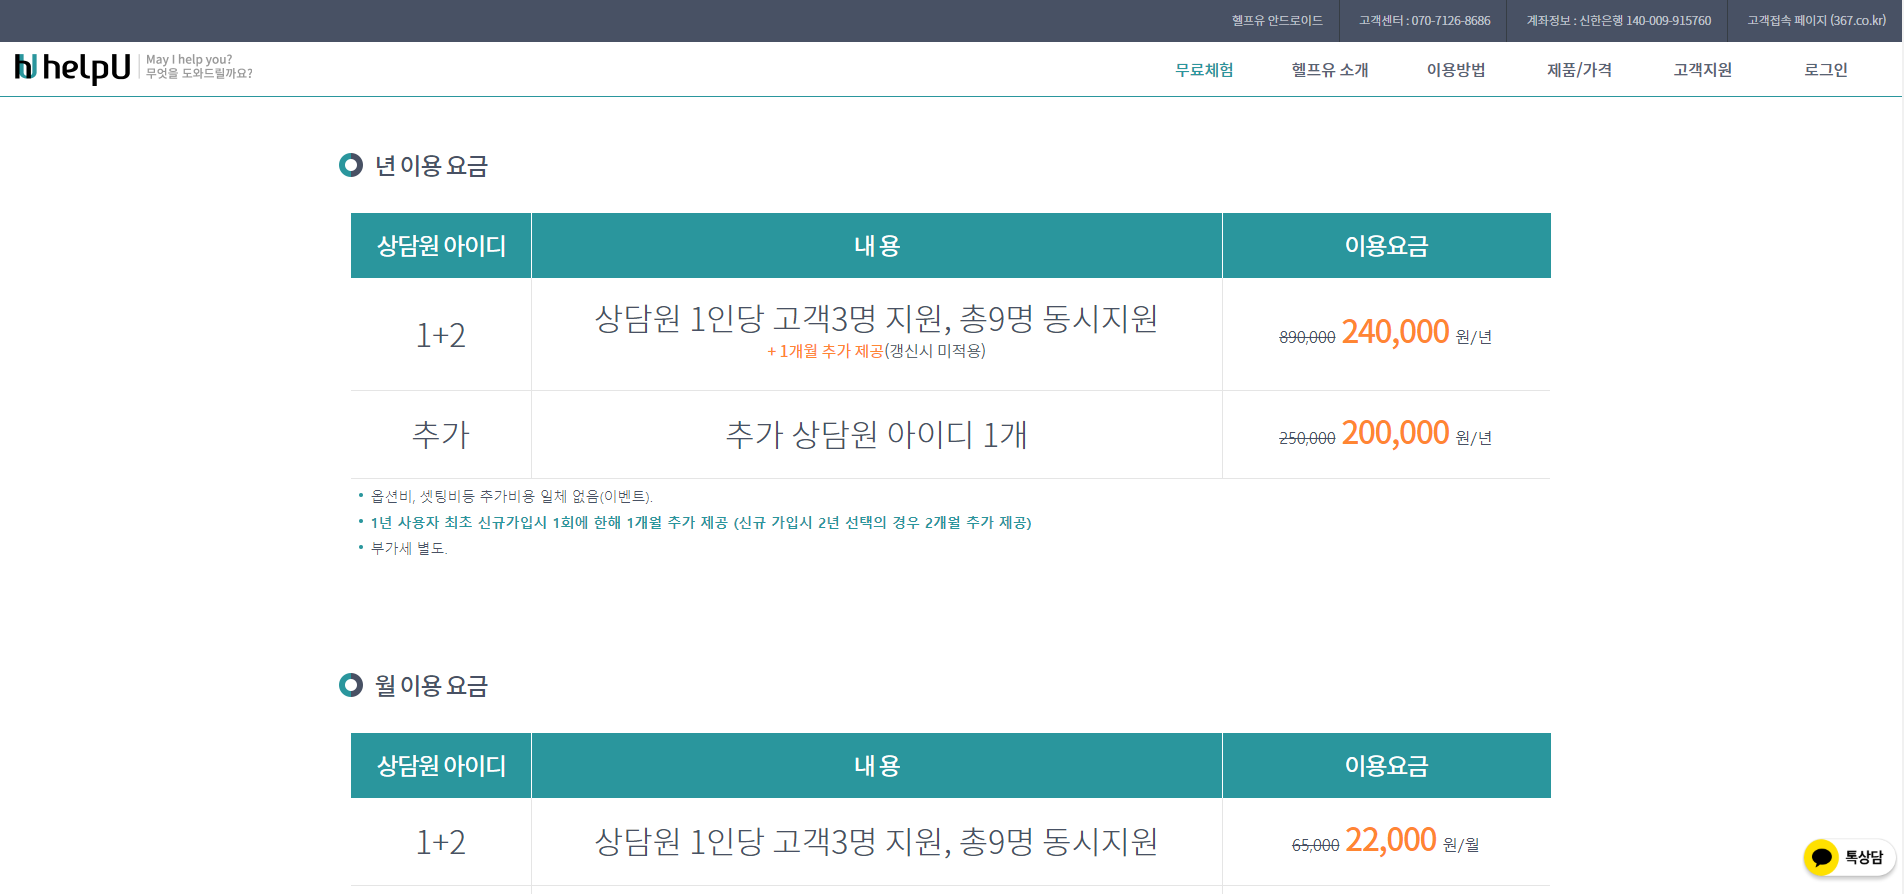 헬프유 안드로이드
고객센터 : 070-7126-8686
계좌정보 : 신한은행 140-009-915760
고객접속 페이지 (367.co.kr)
helpU
May I help you?
무엇을 도와드릴까요?
무료체험
헬프유 소개
이용방법
제품/가격
고객지원
로그인
년 이용 요금
상담원 아이디
내 용
이용요금
1+2
상담원 1인당 고객3명 지원, 총9명 동시지원
+ 1개월 추가 제공(갱신시 미적용)
890,000 240,000 원/년
추가
추가 상담원 아이디 1개
250,000 200,000 원/년
• 옵션비, 셋팅비등 추가비용 일체 없음(이벤트).
• 1년 사용자 최초 신규가입시 1회에 한해 1개월 추가 제공 (신규 가입시 2년 선택의 경우 2개월 추가 제공)
• 부가세 별도.
월 이용 요금
상담원 아이디
내 용
이용요금
1+2
상담원 1인당 고객3명 지원, 총9명 동시지원
65,000 22,000 원/월
톡상담